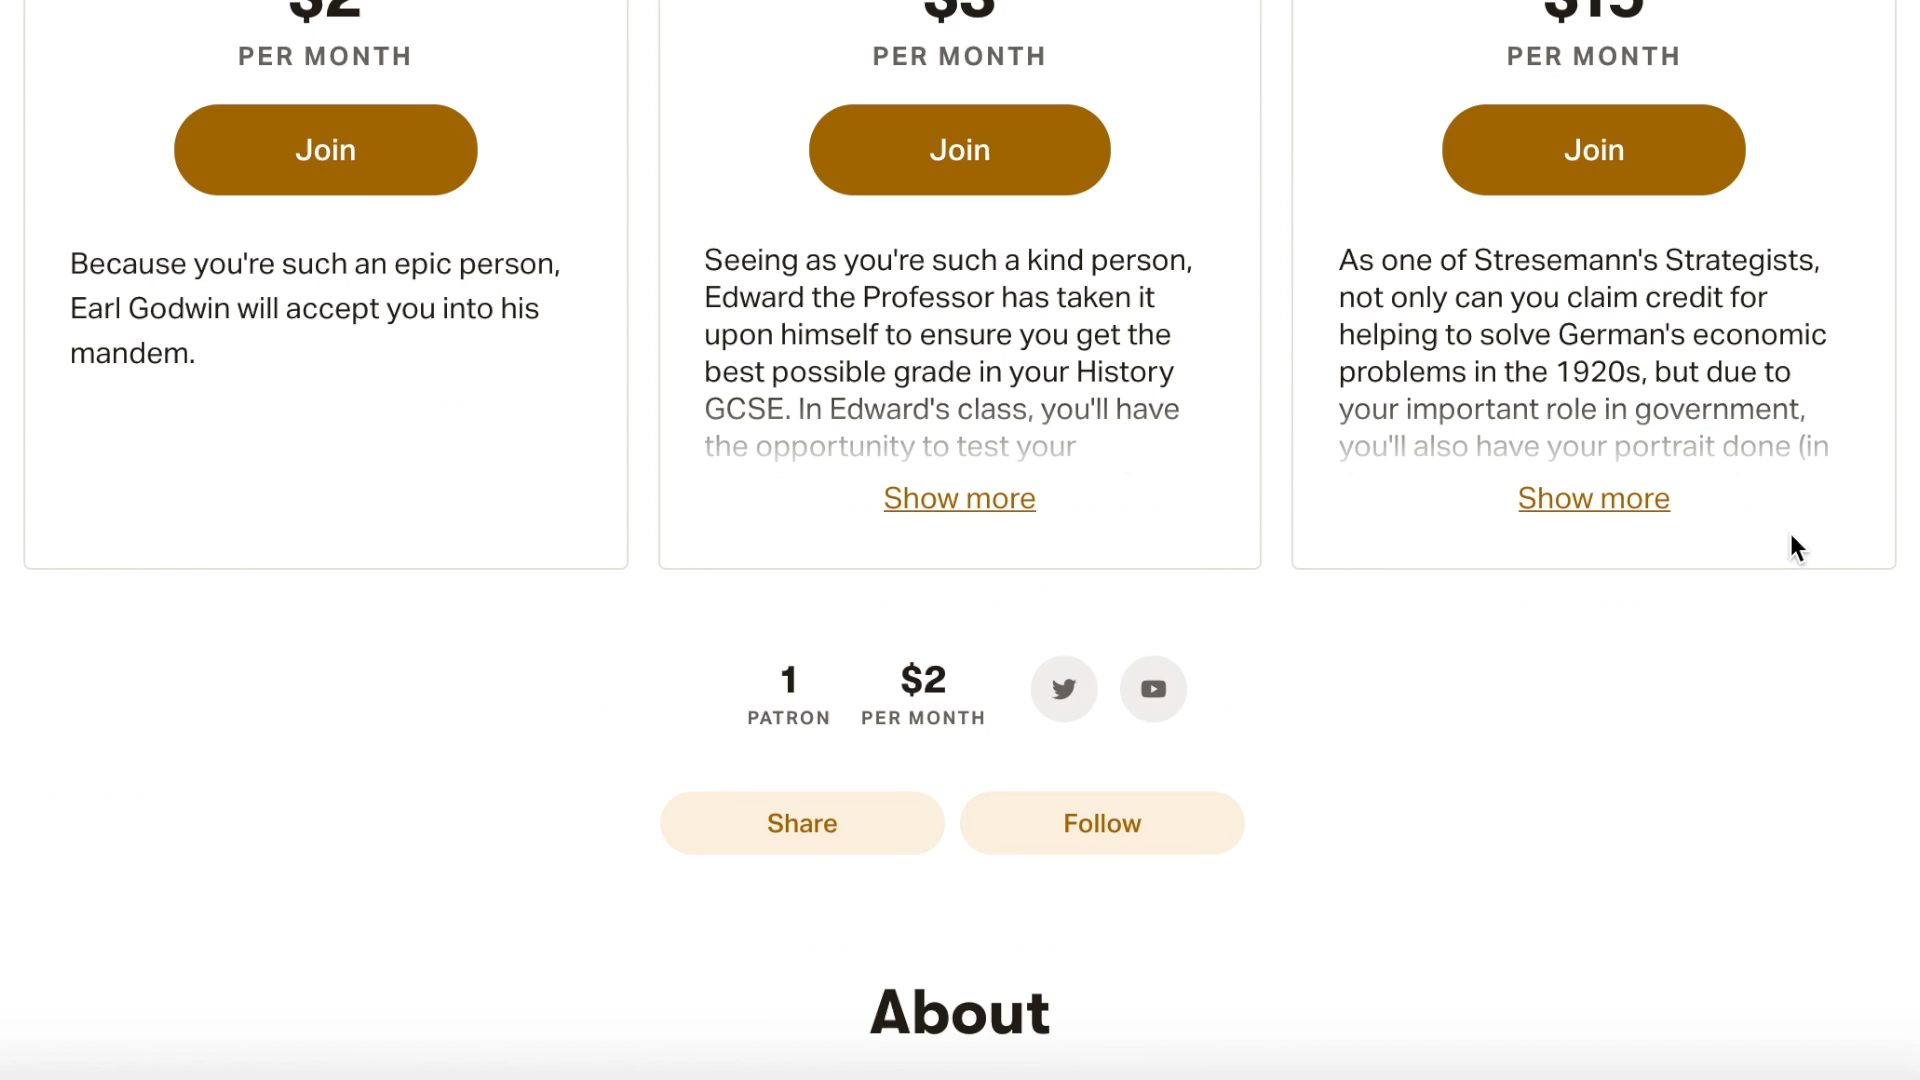 $2
PER MONTH
Join
Because you're such an epic person,
Earl Godwin will accept you into his
mandem.
$3
PER MONTH
Join
Seeing as you're such a kind person,
Edward the Professor has taken it
upon himself to ensure you get the
best possible grade in your History
GCSE. In Edward's class, you'll have
the opportunity to test your
Show more
$15
PER MONTH
Join
As one of Stresemann's Strategists,
not only can you claim credit for
helping to solve German's economic
problems in the 1920s, but due to
your important role in government,
you'll also have your portrait done (in
Show more
1
PATRON
$2
PER MONTH
Share
Follow
About